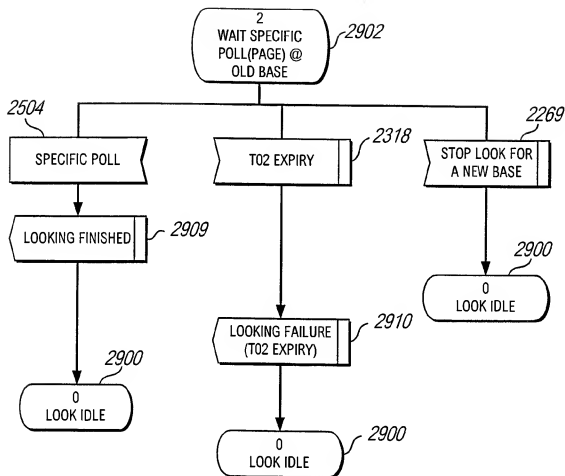 2
WAIT SPECIFIC
POLL(PAGE) @
OLD BASE
2902
2504
SPECIFIC POLL
T02 EXPIRY
2318
2269
STOP LOOK FOR
A NEW BASE
LOOKING FINISHED
2909
2900
0
LOOK IDLE
LOOKING FAILURE
(T02 EXPIRY)
2910
2900
0
LOOK IDLE
2900
0
LOOK IDLE